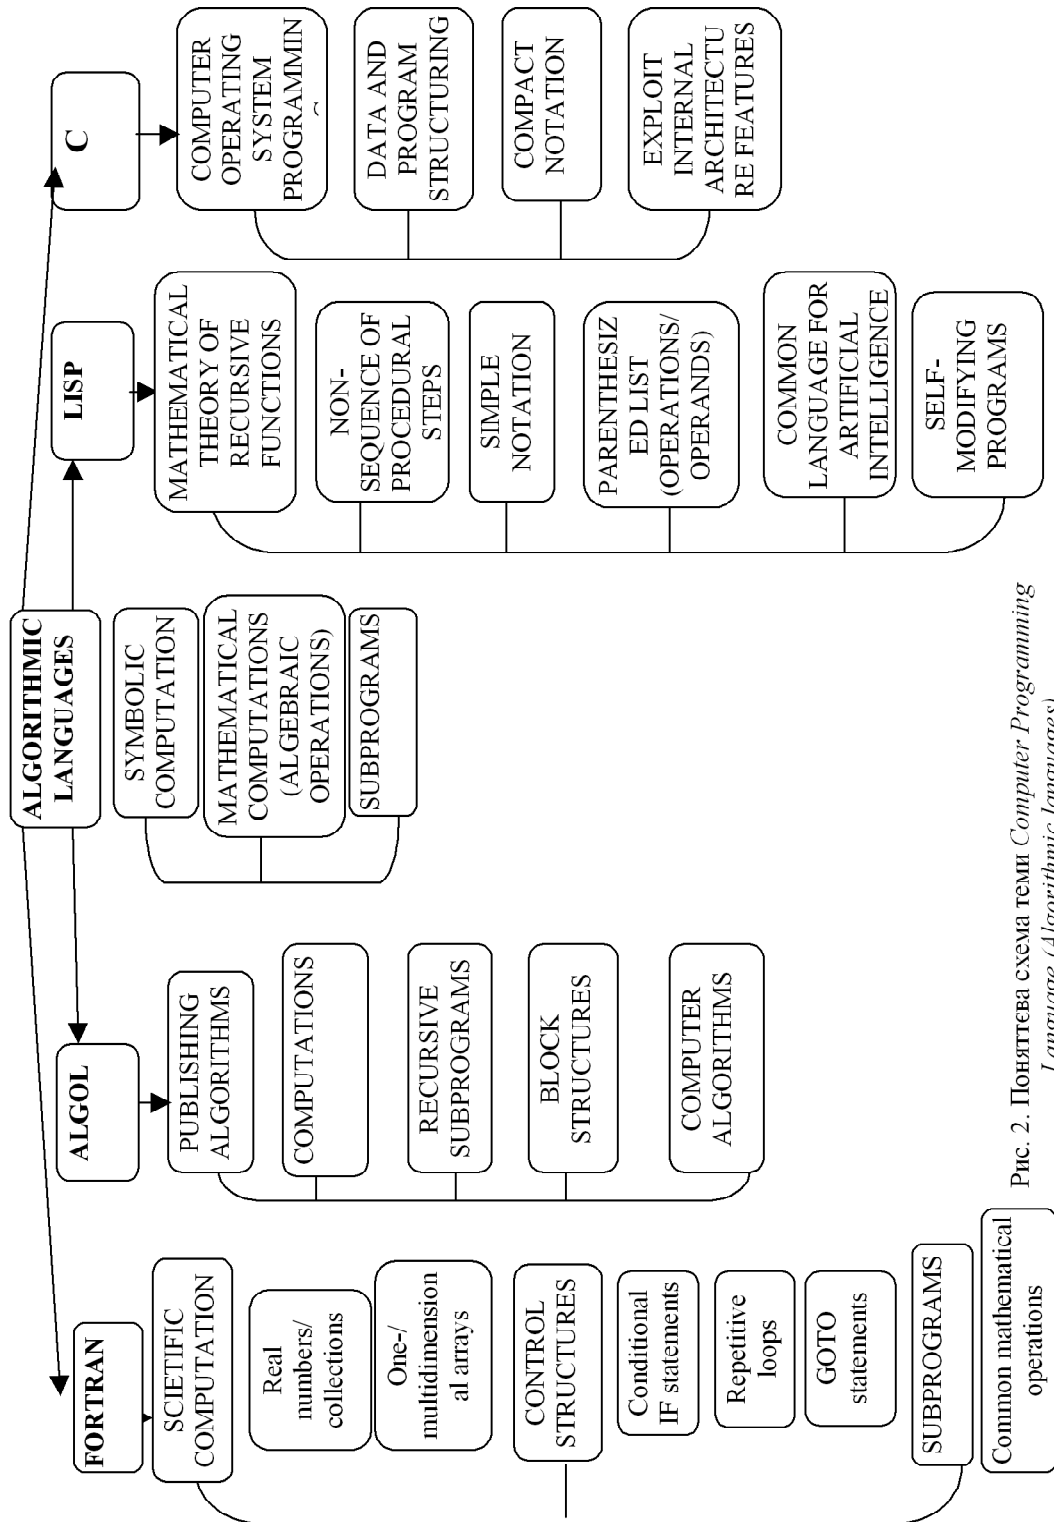 ALGORITHMIC
LANGUAGES
FORTRAN
SCIETIFIC
COMPUTATION
Real
numbers/
collections
One-/
multidimension
al arrays
CONTROL
STRUCTURES
Conditional
IF statements
Repetitive
loops
GOTO
statements
SUBPROGRAMS
Common mathematical
operations
ALGOL
PUBLISHING
ALGORITHMS
COMPUTATIONS
RECURSIVE
SUBPROGRAMS
BLOCK
STRUCTURES
COMPUTER
ALGORITHMS
SYMBOLIC
COMPUTATION
MATHEMATICAL
COMPUTATIONS
(ALGEBRAIC
OPERATIONS)
SUBPROGRAMS
LISP
MATHEMATICAL
THEORY OF
RECURSIVE
FUNCTIONS
NON-
SEQUENCE OF
PROCEDURAL
STEPS
SIMPLE
NOTATION
PARENTHESIZ
ED LIST
(OPERATIONS/
OPERANDS)
COMMON
LANGUAGE FOR
ARTIFICIAL
INTELLIGENCE
SELF-
MODIFYING
PROGRAMS
C
COMPUTER
OPERATING
SYSTEM
PROGRAMMIN
G
DATA AND
PROGRAM
STRUCTURING
COMPACT
NOTATION
EXPLOIT
INTERNAL
ARCHITECTU
RE FEATURES
Рис. 2. Поняттєва схема теми Computer Programming
Language (Algorithmic languages)